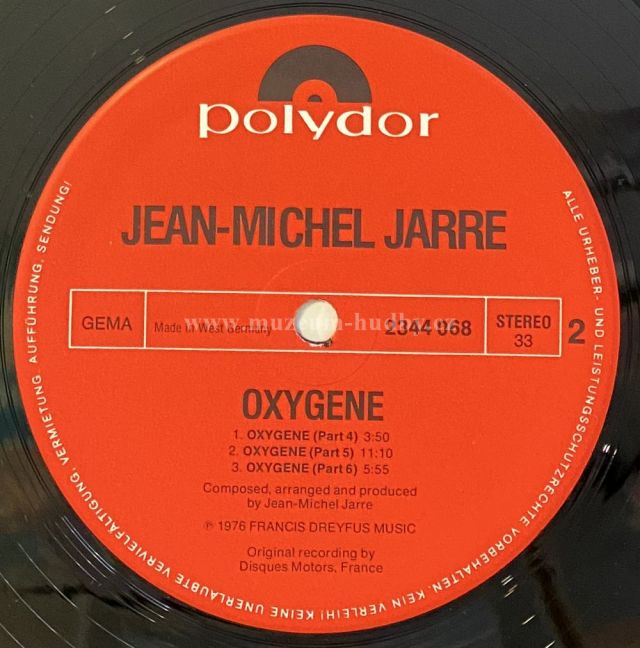 polydor
JEAN-MICHEL JARRE
GEMA
Made in West Germany
2344 068
STEREO
33
2
www.muzeum-hudby.cz
OXYGENE
1. OXYGENE (Part 4) 3:50
2. OXYGENE (Part 5) 11:10
3. OXYGENE (Part 6) 5:55
Composed, arranged and produced
by Jean-Michel Jarre
℗ 1976 FRANCIS DREYFUS MUSIC
Original recording by
Disques Motors, France
ALLE URHEBER- UND LEISTUNGSSCHUTZRECHTE VORBEHALTEN. KEIN VERLEIH! KEINE UNERLAUBTE VERVIELFÄLTIGUNG, VERMIETUNG, AUFFÜHRUNG, SENDUNG!